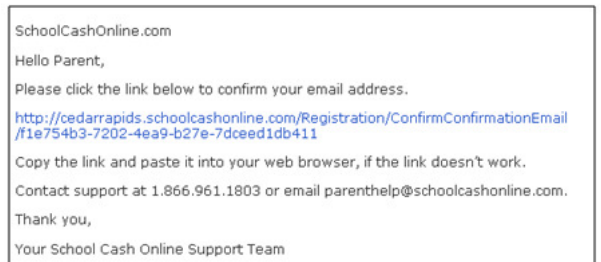 SchoolCashOnline.com
Hello Parent,
Please click the link below to confirm your email address.
http://cedarrapids.schoolcashonline.com/Registration/ConfirmConfirmationEmail
/f1e754b3-7202-4ea9-b27e-7dceed1db411
Copy the link and paste it into your web browser, if the link doesn't work.
Contact support at 1.866.961.1803 or email parenthelp@schoolcashonline.com.
Thank you,
Your School Cash Online Support Team